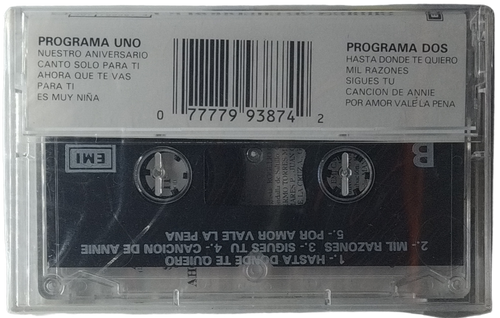 PROGRAMA UNO
NUESTRO ANIVERSARIO
CANTO SOLO PARA TI
AHORA QUE TE VAS
PARA TI
ES MUY NIÑA
PROGRAMA DOS
HASTA DONDE TE QUIERO
MIL RAZONES
SIGUES TU
CANCION DE ANNIE
POR AMOR VALE LA PENA
0 77779 93874 2
B
EMI
1.- HASTA DONDE TE QUIERO
2.- MIL RAZONES 3.- SIGUES TU 4.- CANCION DE ANNIE
5.- POR AMOR VALE LA PENA